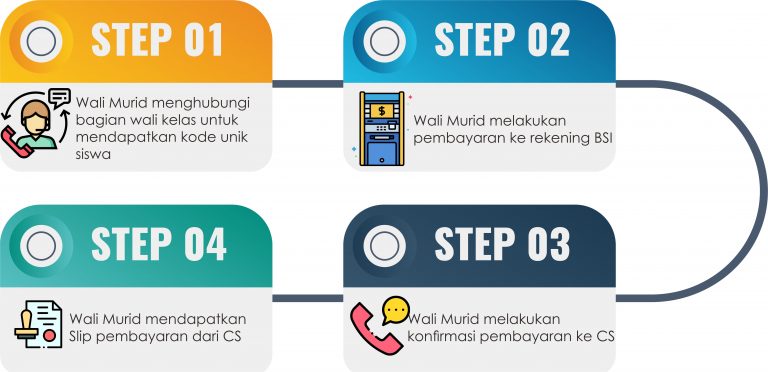 STEP 01
Wali Murid menghubungi
bagian wali kelas untuk
mendapatkan kode unik
siswa
STEP 02
$
Wali Murid melakukan
pembayaran ke rekening BSI
STEP 03
Wali Murid melakukan
konfirmasi pembayaran ke CS
STEP 04
Wali Murid mendapatkan
Slip pembayaran dari CS